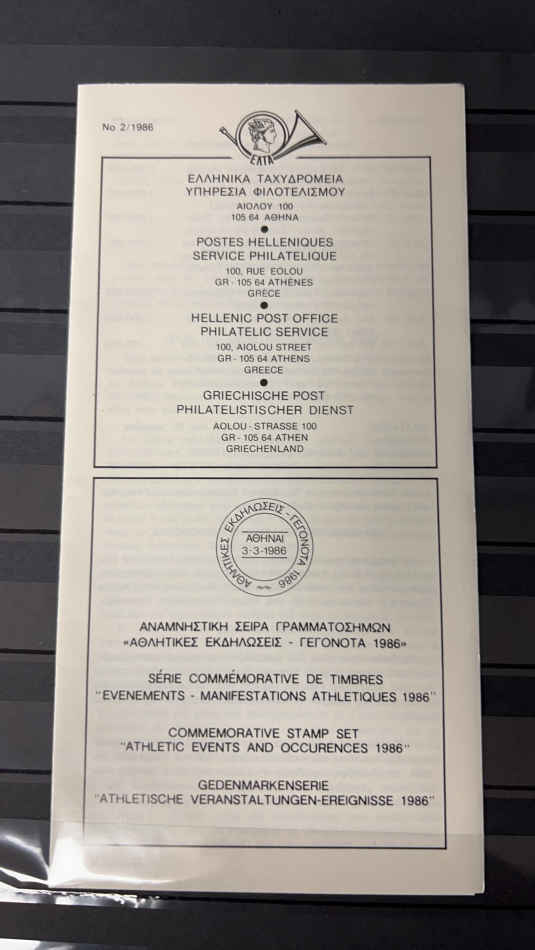 No 2/1986
ΕΛΤΑ
ΕΛΛΗΝΙΚΑ ΤΑΧΥΔΡΟΜΕΙΑ
ΥΠΗΡΕΣΙΑ ΦΙΛΟΤΕΛΙΣΜΟΥ
ΑΙΟΛΟΥ 100
105 64 ΑΘΗΝΑ
POSTES HELLENIQUES
SERVICE PHILATELIQUE
100, RUE EOLOU
GR - 105 64 ATHÈNES
GRÈCE
HELLENIC POST OFFICE
PHILATELIC SERVICE
100, AIOLOU STREET
GR - 105 64 ATHENS
GREECE
GRIECHISCHE POST
PHILATELISTISCHER DIENST
AOLOU - STRASSE 100
GR - 105 64 ATHEN
GRIECHENLAND
ΑΘΛΗΤΙΚΕΣ ΕΚΔΗΛΩΣΕΙΣ - ΓΕΓΟΝΟΤΑ 1986
ΑΘΗΝΑΙ
3-3-1986
ΑΝΑΜΝΗΣΤΙΚΗ ΣΕΙΡΑ ΓΡΑΜΜΑΤΟΣΗΜΩΝ
«ΑΘΛΗΤΙΚΕΣ ΕΚΔΗΛΩΣΕΙΣ - ΓΕΓΟΝΟΤΑ 1986»
SÉRIE COMMÉMORATIVE DE TIMBRES
"EVENEMENTS - MANIFESTATIONS ATHLETIQUES 1986"
COMMEMORATIVE STAMP SET
"ATHLETIC EVENTS AND OCCURENCES 1986"
GEDENMARKENSERIE
"ATHLETISCHE VERANSTALTUNGEN-EREIGNISSE 1986"